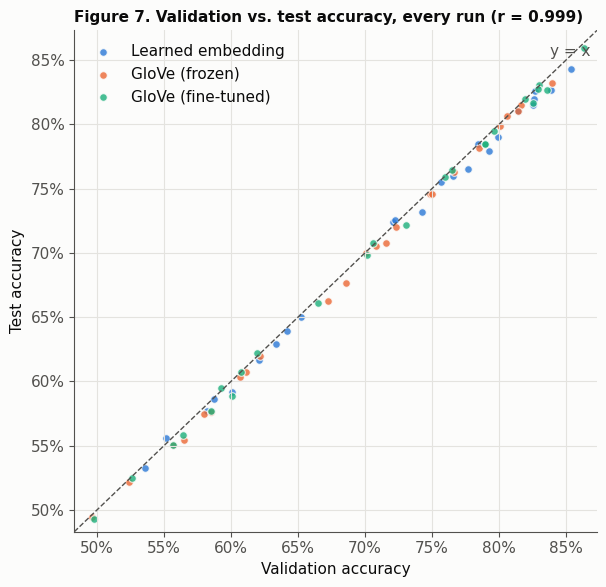 Figure 7. Validation vs. test accuracy, every run (r = 0.999)
Learned embedding
GloVe (frozen)
GloVe (fine-tuned)
y = x
85%
80%
75%
70%
65%
60%
55%
50%
Test accuracy
50% 55% 60% 65% 70% 75% 80% 85%
Validation accuracy